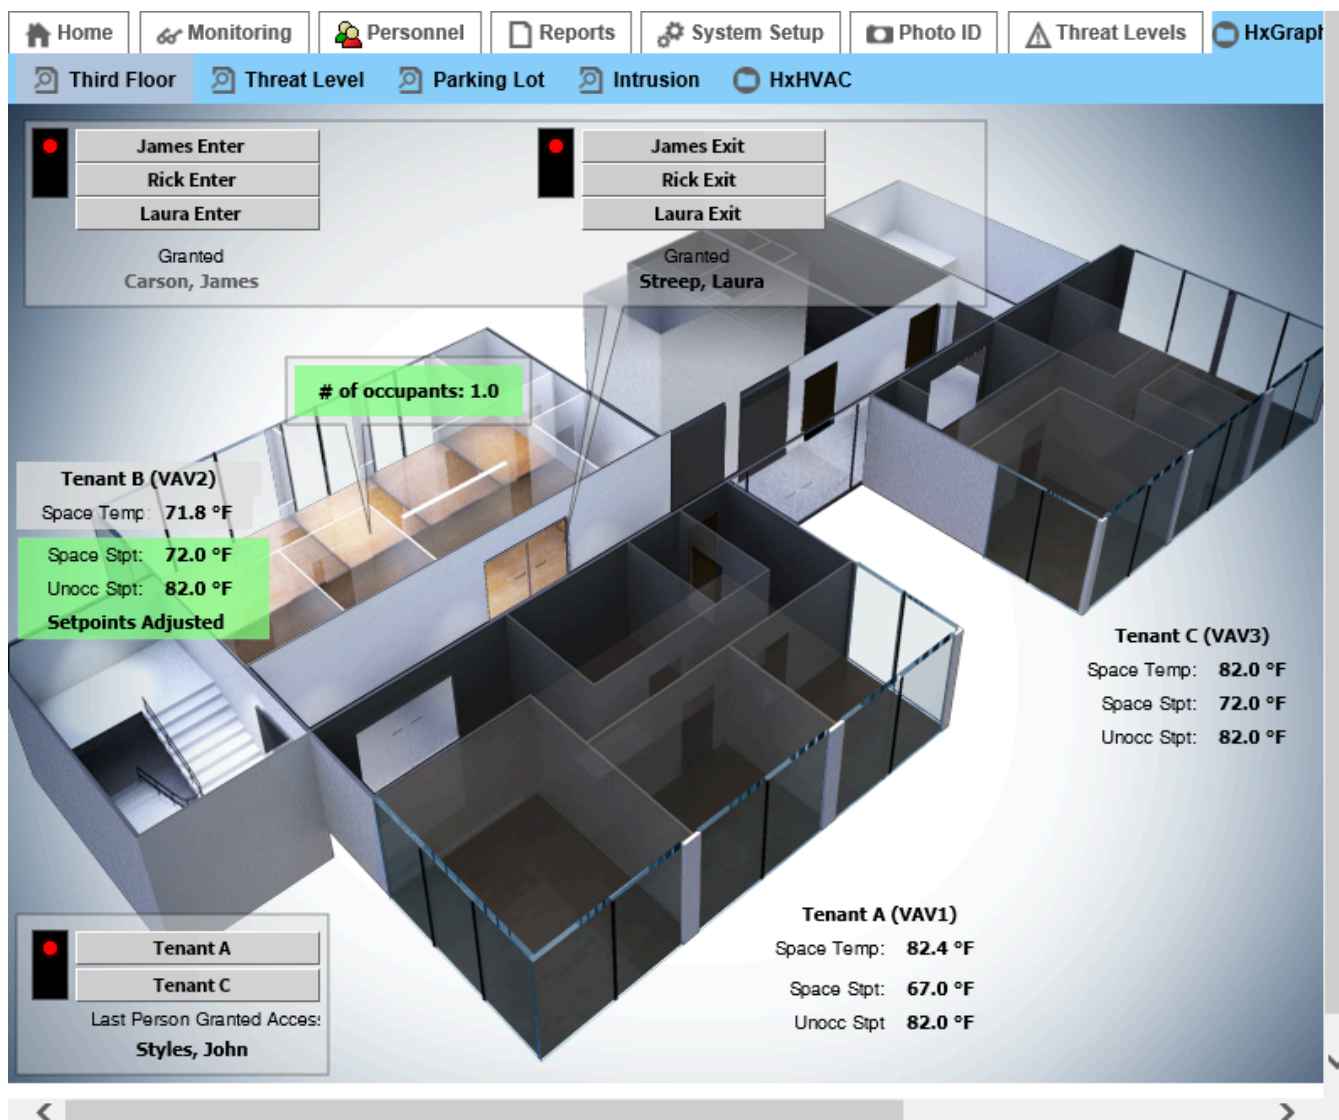 Home Monitoring Personnel Reports System Setup Photo ID Threat Levels HxGraph
Third Floor Threat Level Parking Lot Intrusion HxHVAC
James Enter
Rick Enter
Laura Enter
Granted
Carson, James
James Exit
Rick Exit
Laura Exit
Granted
Streep, Laura
# of occupants: 1.0
Tenant B (VAV2)
Space Temp: 71.8 °F
Space Stpt: 72.0 °F
Unocc Stpt: 82.0 °F
Setpoints Adjusted
Tenant C (VAV3)
Space Temp: 82.0 °F
Space Stpt: 72.0 °F
Unocc Stpt: 82.0 °F
Tenant A (VAV1)
Space Temp: 82.4 °F
Space Stpt: 67.0 °F
Unocc Stpt 82.0 °F
Tenant A
Tenant C
Last Person Granted Acces:
Styles, John